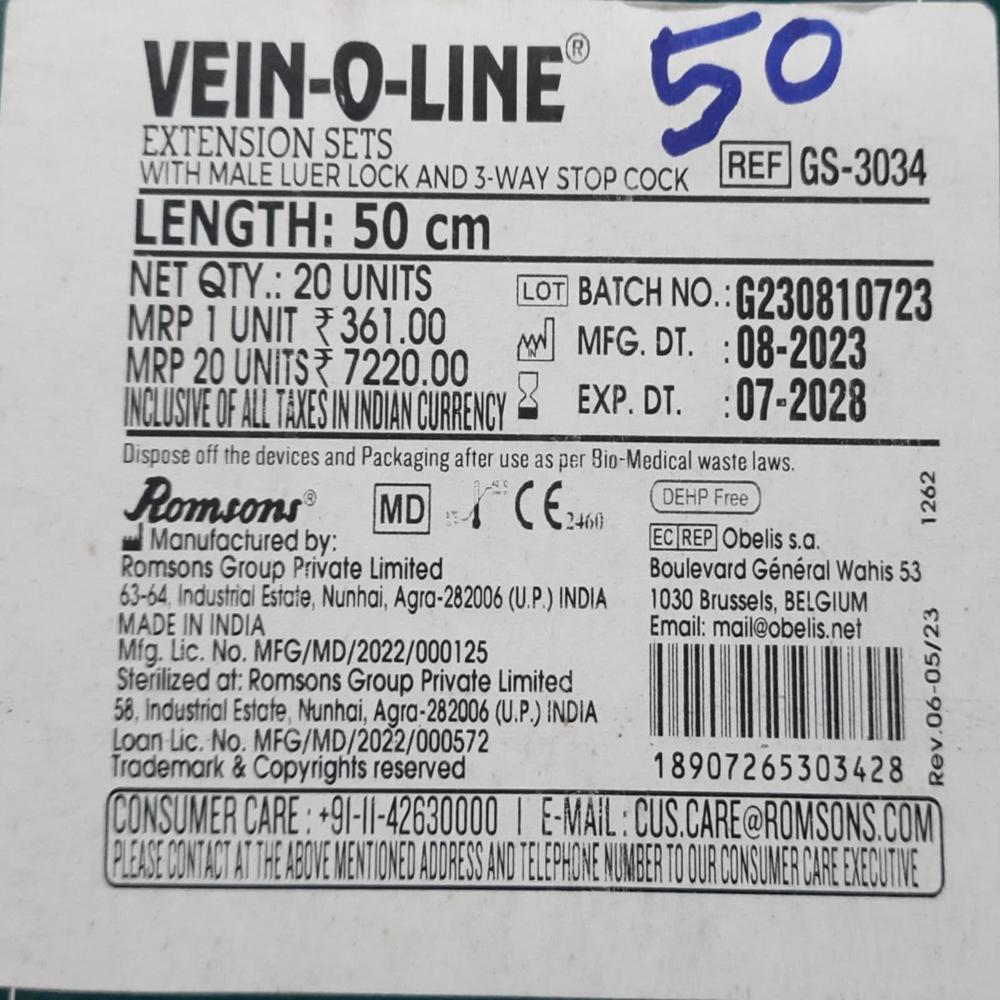 VEIN-O-LINE®
50
EXTENSION SETS
WITH MALE LUER LOCK AND 3-WAY STOP COCK
REF GS-3034
LENGTH: 50 cm
NET QTY.: 20 UNITS
MRP 1 UNIT ₹ 361.00
MRP 20 UNITS ₹ 7220.00
INCLUSIVE OF ALL TAXES IN INDIAN CURRENCY
LOT BATCH NO.: G230810723
MFG. DT. : 08-2023
EXP. DT. : 07-2028
Dispose off the devices and Packaging after use as per Bio-Medical waste laws.
Romsons®
MD
CE 2460
DEHP Free
1262
Manufactured by:
Romsons Group Private Limited
63-64, Industrial Estate, Nunhai, Agra-282006 (U.P.) INDIA
MADE IN INDIA
Mfg. Lic. No. MFG/MD/2022/000125
Sterilized at: Romsons Group Private Limited
58, Industrial Estate, Nunhai, Agra-282006 (U.P.) INDIA
Loan Lic. No. MFG/MD/2022/000572
Trademark & Copyrights reserved
EC REP Obelis s.a.
Boulevard Général Wahis 53
1030 Brussels, BELGIUM
Email: mail@obelis.net
18907265303428
Rev.06-05/23
CONSUMER CARE : +91-11-42630000 | E-MAIL : CUS.CARE@ROMSONS.COM
PLEASE CONTACT AT THE ABOVE MENTIONED ADDRESS AND TELEPHONE NUMBER TO OUR CONSUMER CARE EXECUTIVE